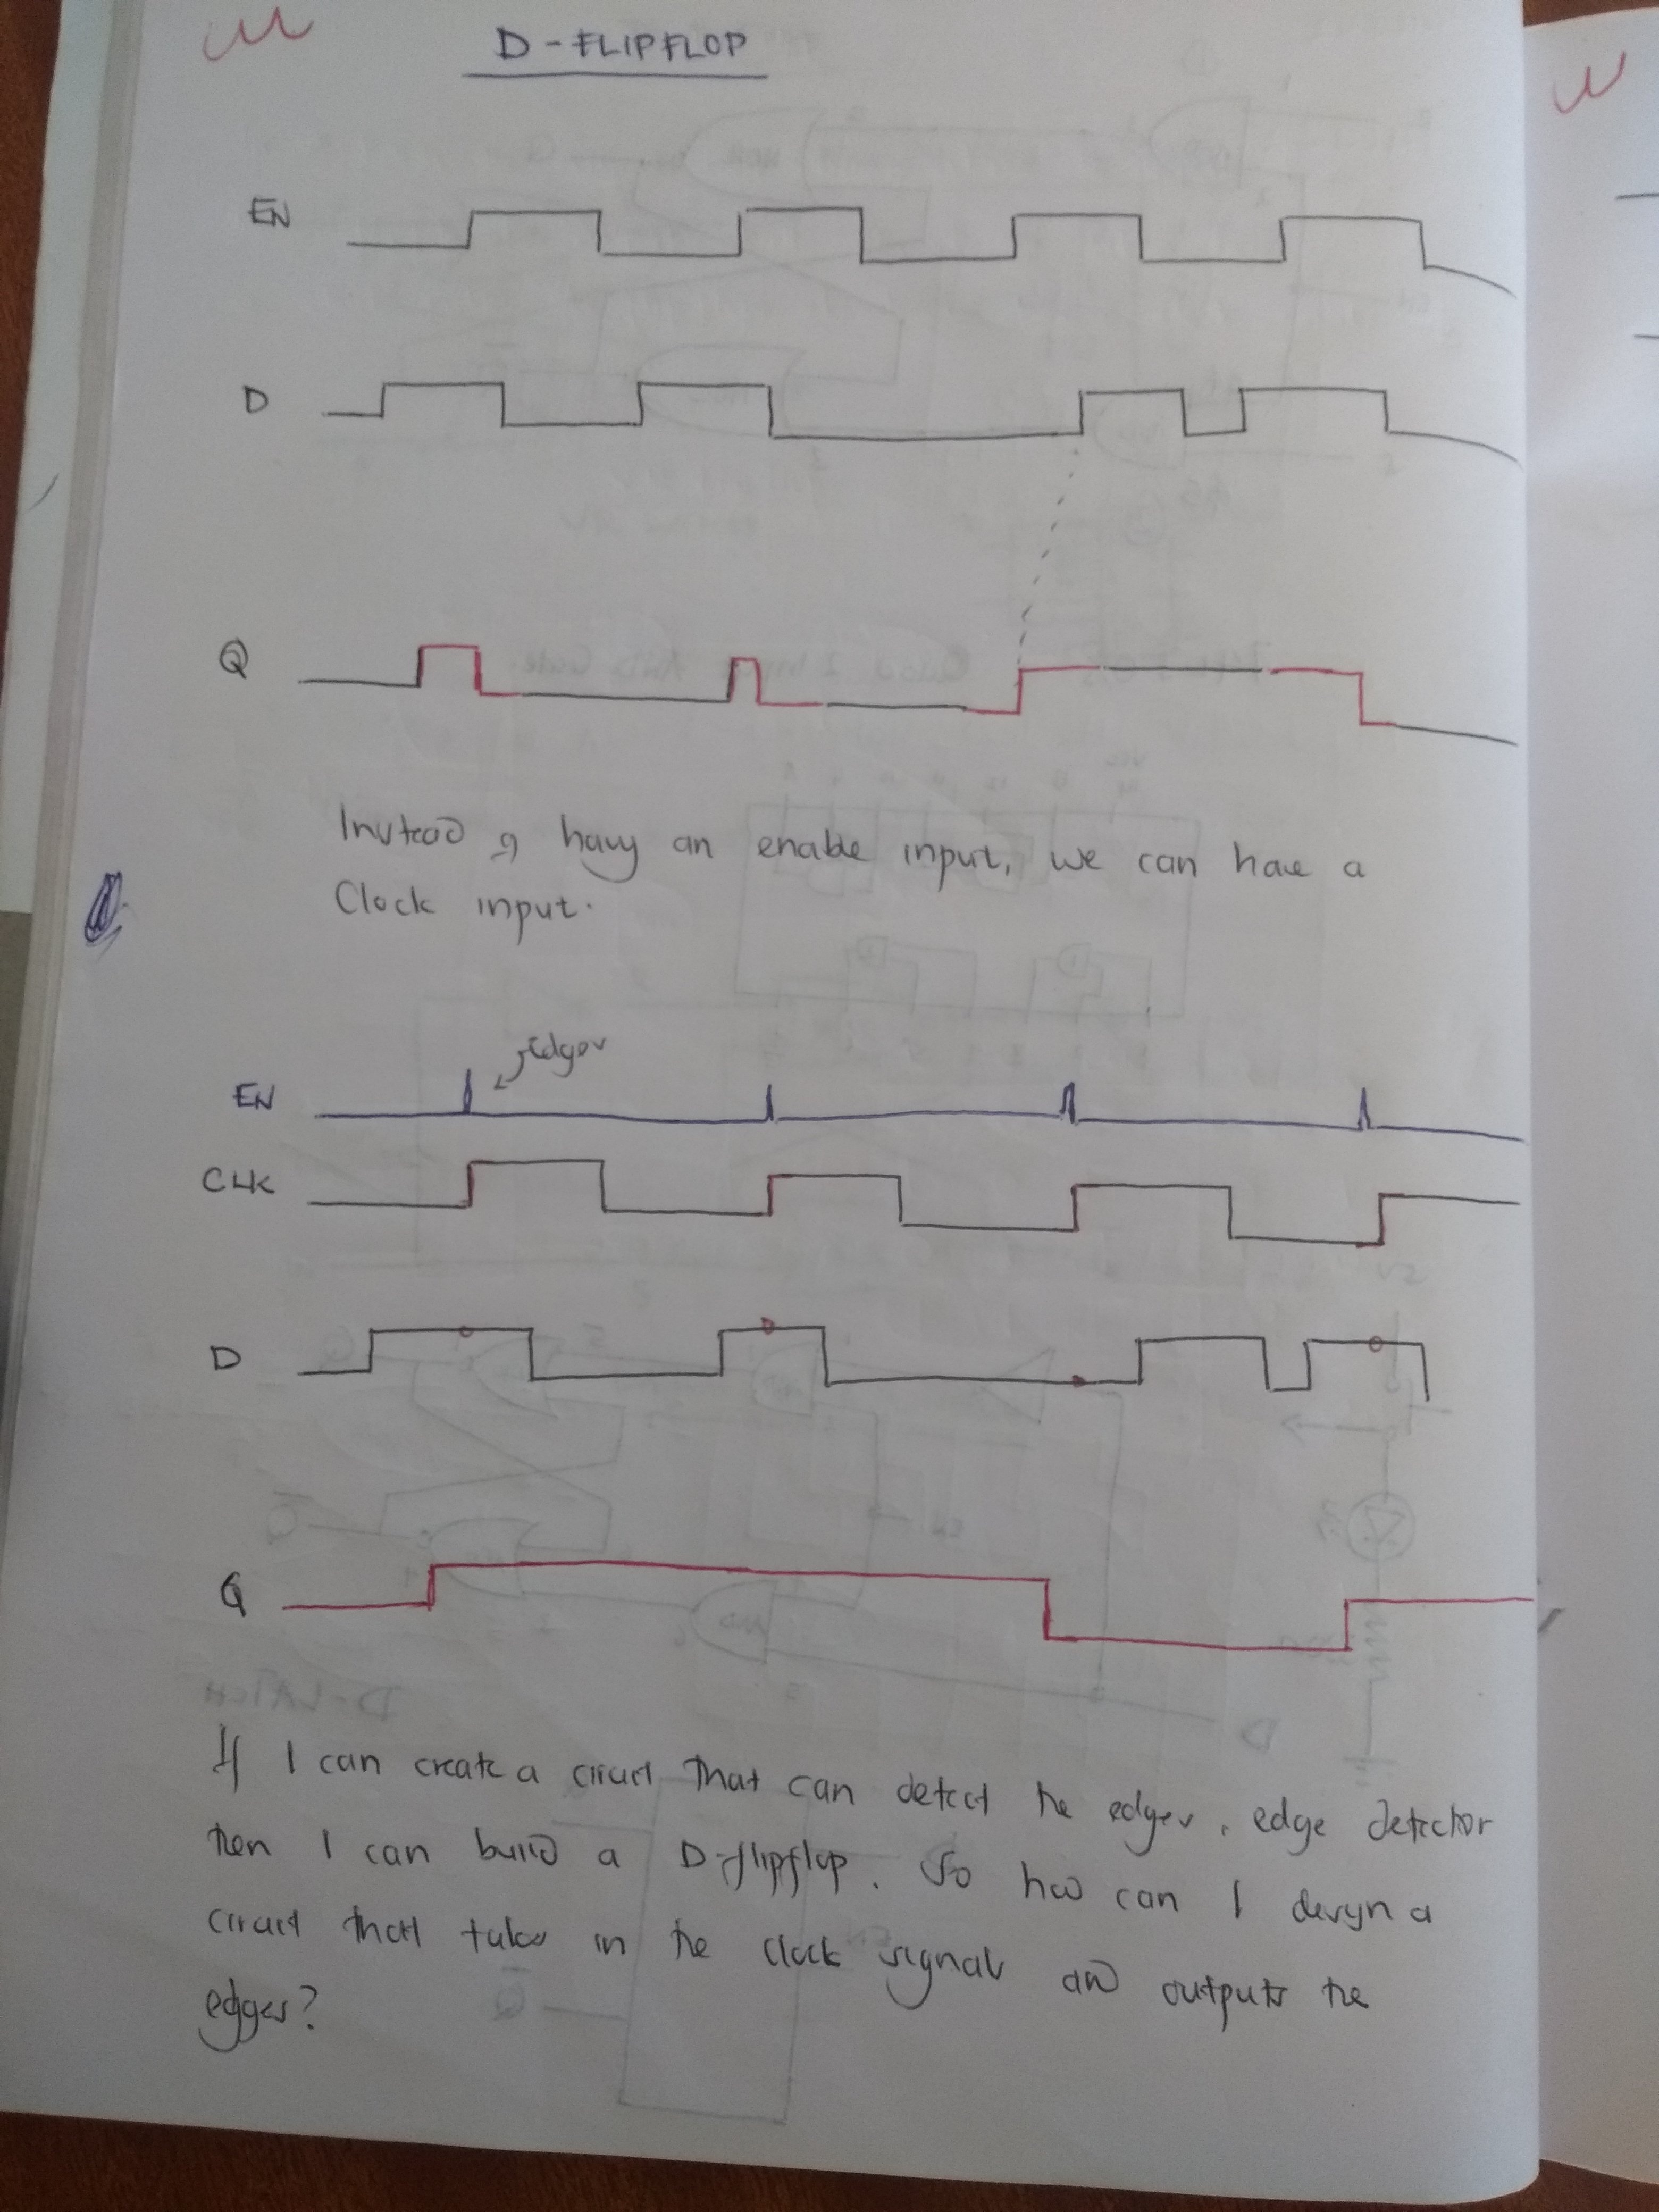 D-FLIPFLOP
EN
D
Q
Instead of having an enable input, we can have a
Clock input.
edges
EN
CLK
D
Q
If I can create a circuit that can detect the edges, edge detector
then I can build a D-flipflop. So how can I design a
circuit that takes in the clock signal and outputs the
edges?